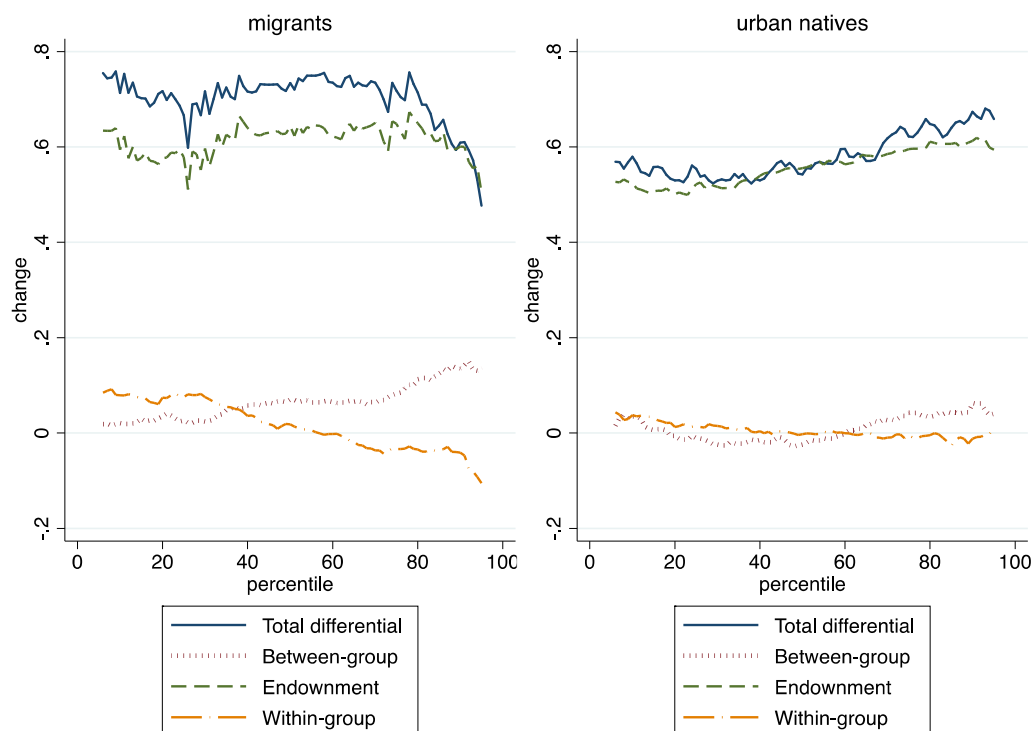 migrants
.8
.6
.4
.2
0
-.2
change
0 20 40 60 80 100
percentile
Total differential
Between-group
Endownment
Within-group
urban natives
.8
.6
.4
.2
0
-.2
change
0 20 40 60 80 100
percentile
Total differential
Between-group
Endownment
Within-group